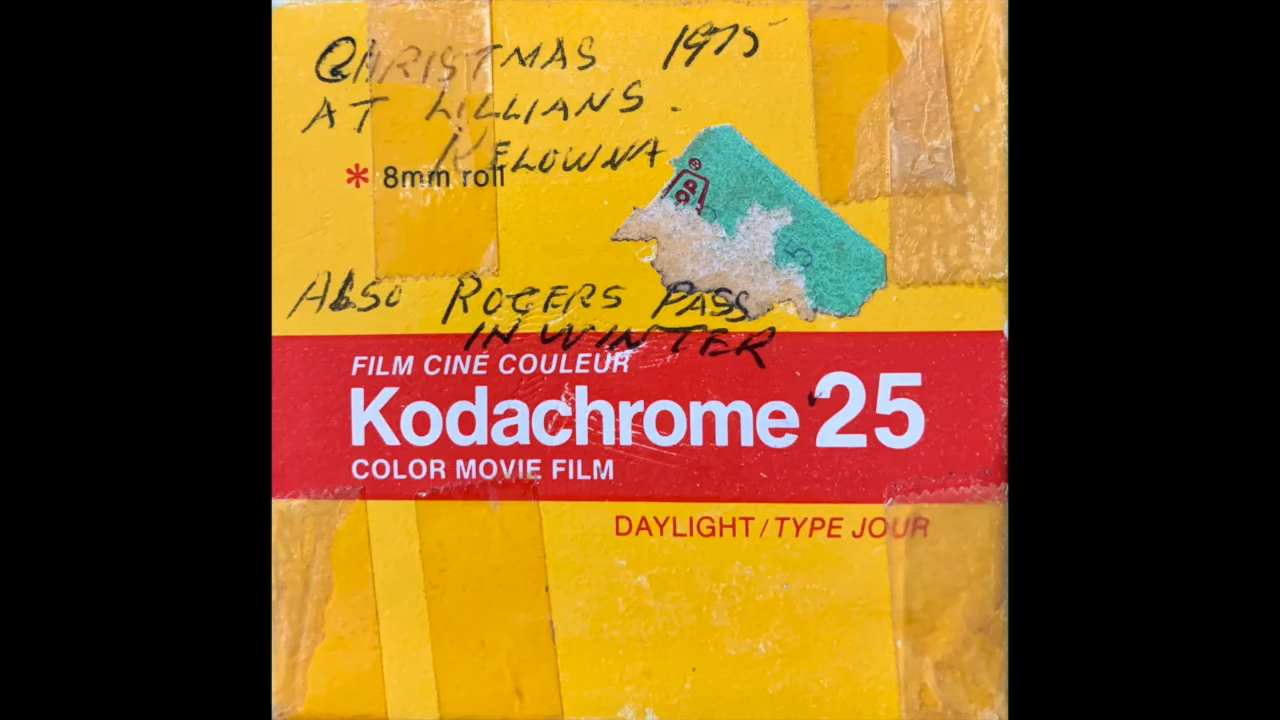 CHRISTMAS 1975
AT LILLIANS.
KELOWNA
* 8mm roll
ALSO ROGERS PASS
IN WINTER
FILM CINÉ COULEUR
Kodachrome 25
COLOR MOVIE FILM
DAYLIGHT / TYPE JOUR